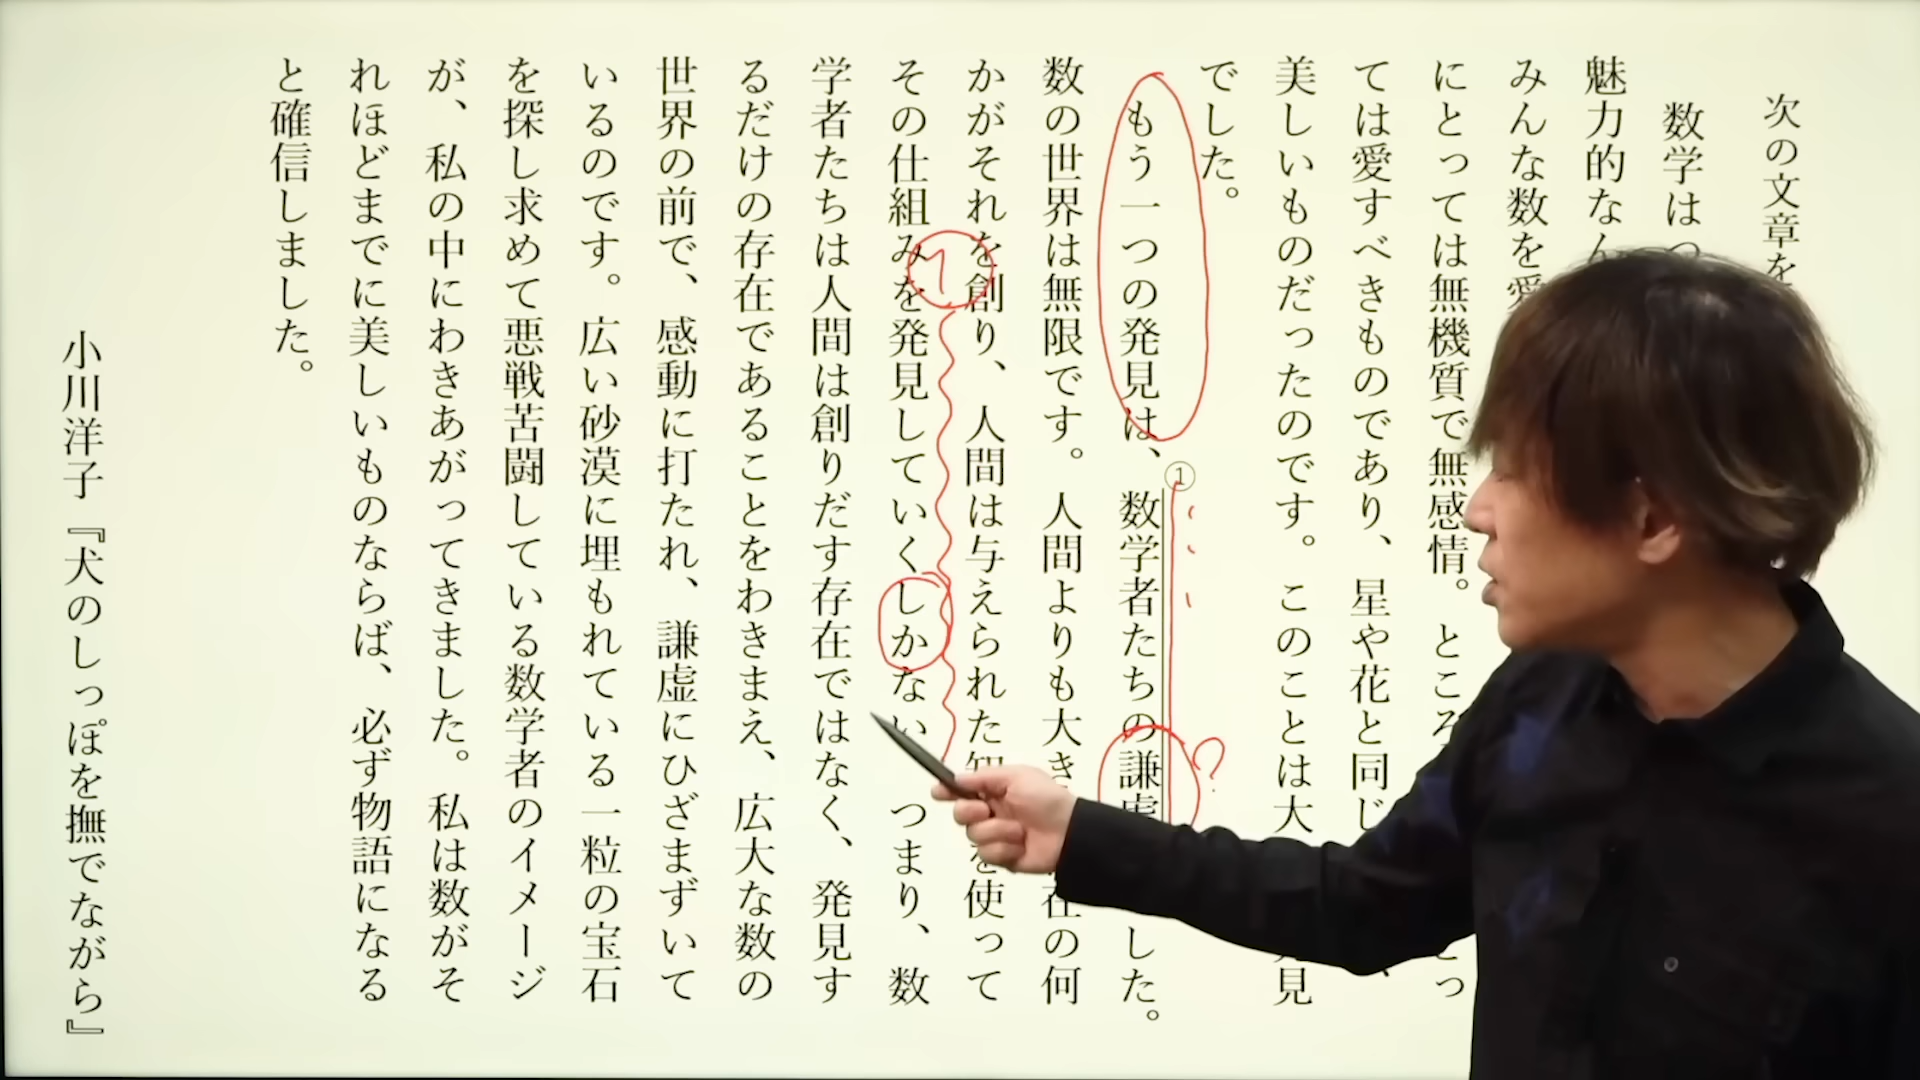 次の文章を
数学は
魅力的な
みんな数を愛
にとっては無機質で無感情。ところ
ては愛すべきものであり、星や花と同じ
美しいものだったのです。このことは大 見
でした。
もう一つの発見は、数学者たちの謙虚 した。
①
?
数の世界は無限です。人間よりも大き 在の何
かがそれを創り、人間は与えられた を使って
1
その仕組みを発見していくしかない つまり、数
学者たちは人間は創りだす存在ではなく、発見す
るだけの存在であることをわきまえ、広大な数の
世界の前で、感動に打たれ、謙虚にひざまずいて
いるのです。広い砂漠に埋もれている一粒の宝石
を探し求めて悪戦苦闘している数学者のイメージ
が、私の中にわきあがってきました。私は数がそ
れほどまでに美しいものならば、必ず物語になる
と確信しました。
小川洋子『犬のしっぽを撫でながら』